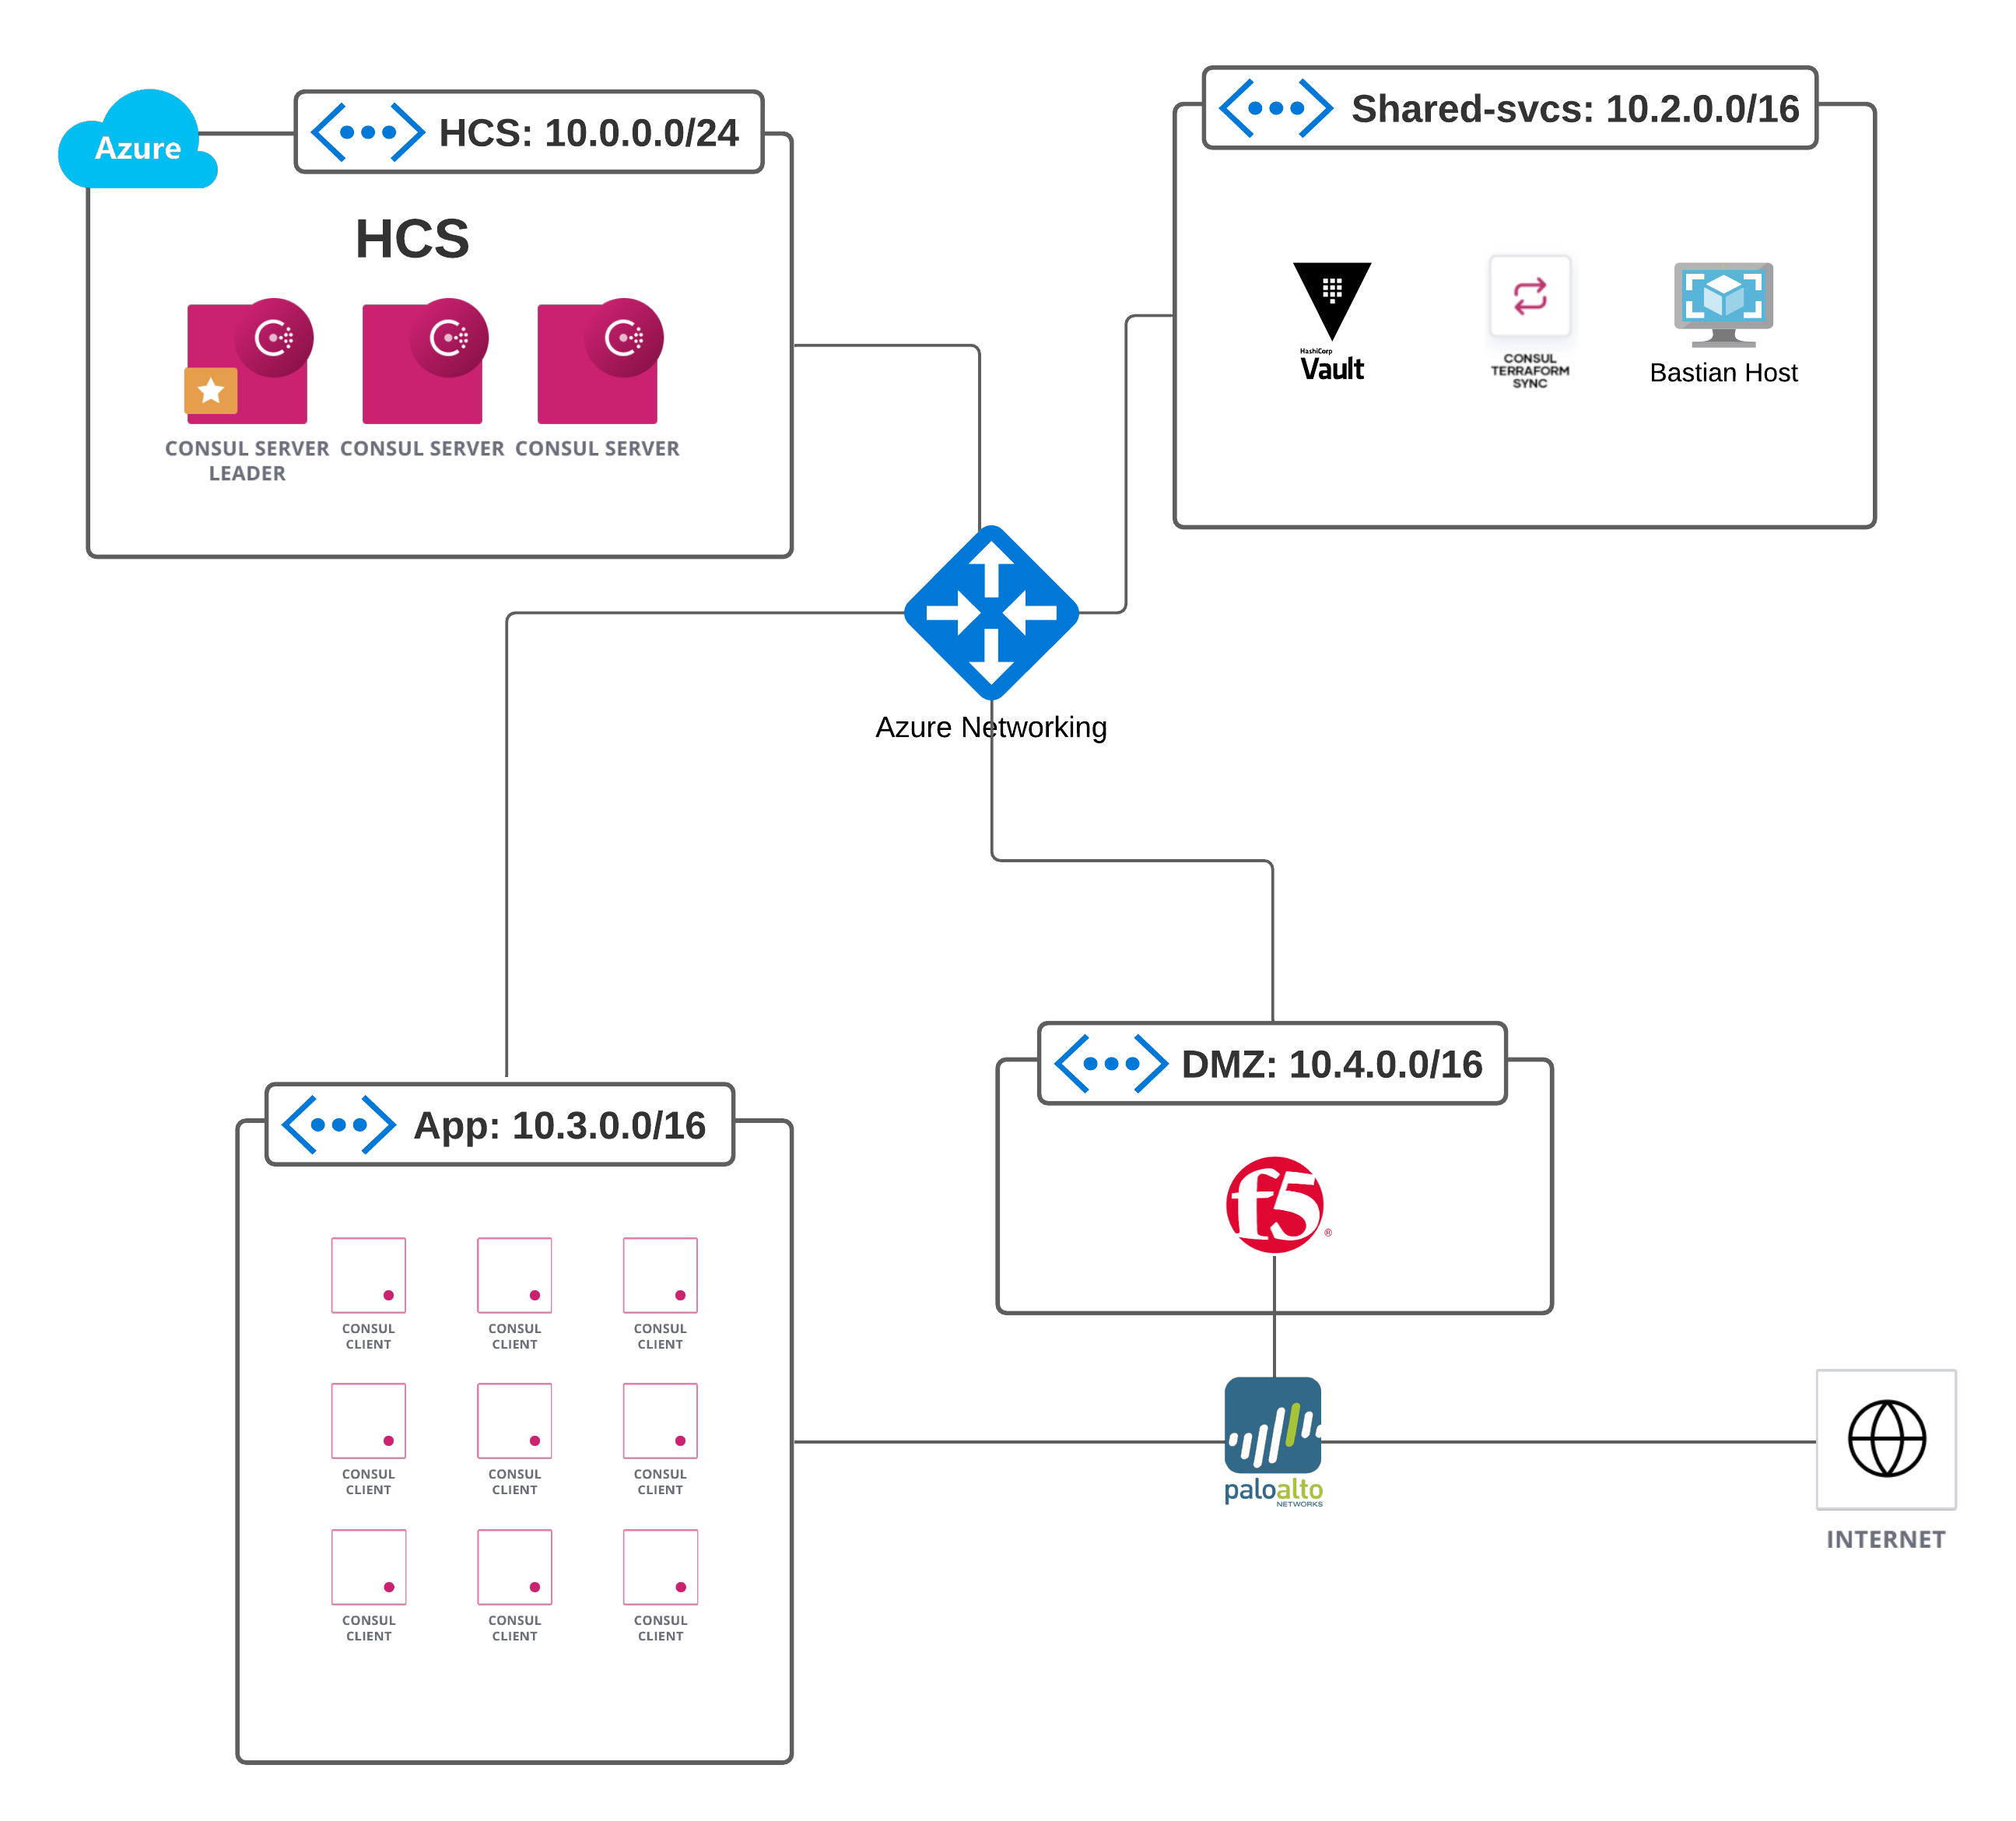 Azure
HCS: 10.0.0.0/24
HCS
CONSUL SERVER
LEADER
CONSUL SERVER
CONSUL SERVER
Shared-svcs: 10.2.0.0/16
HashiCorp
Vault
CONSUL
TERRAFORM
SYNC
Bastian Host
Azure Networking
App: 10.3.0.0/16
CONSUL
CLIENT
CONSUL
CLIENT
CONSUL
CLIENT
CONSUL
CLIENT
CONSUL
CLIENT
CONSUL
CLIENT
CONSUL
CLIENT
CONSUL
CLIENT
CONSUL
CLIENT
DMZ: 10.4.0.0/16
f5®
paloalto
NETWORKS
INTERNET